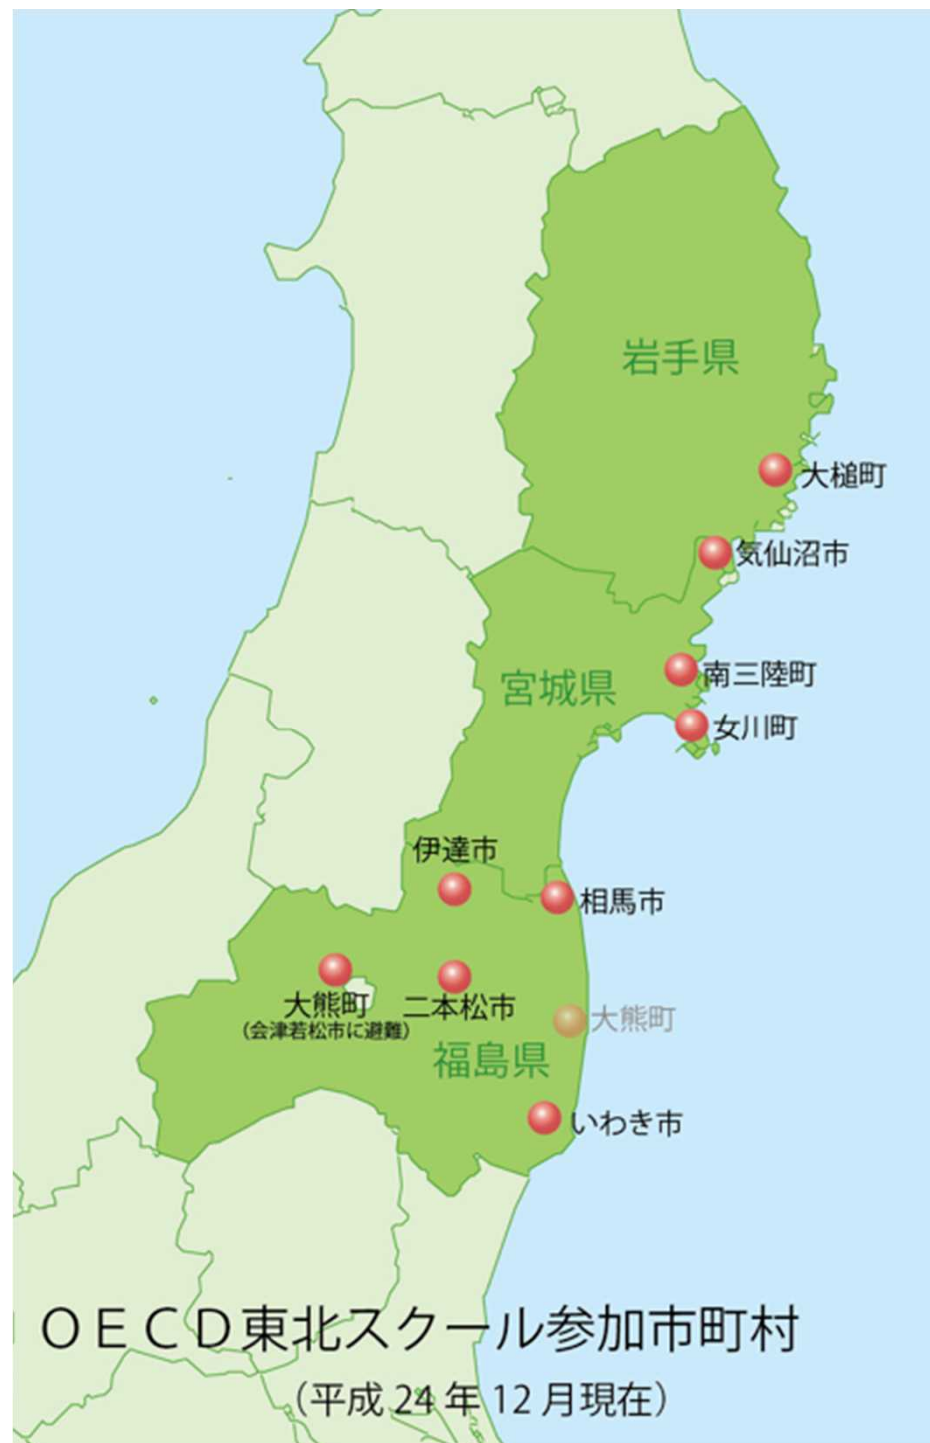 岩手県
大槌町
気仙沼市
南三陸町
宮城県
女川町
伊達市
相馬市
大熊町
(会津若松市に避難)
二本松市
大熊町
福島県
いわき市
OECD東北スクール参加市町村
(平成 24 年 12 月現在)